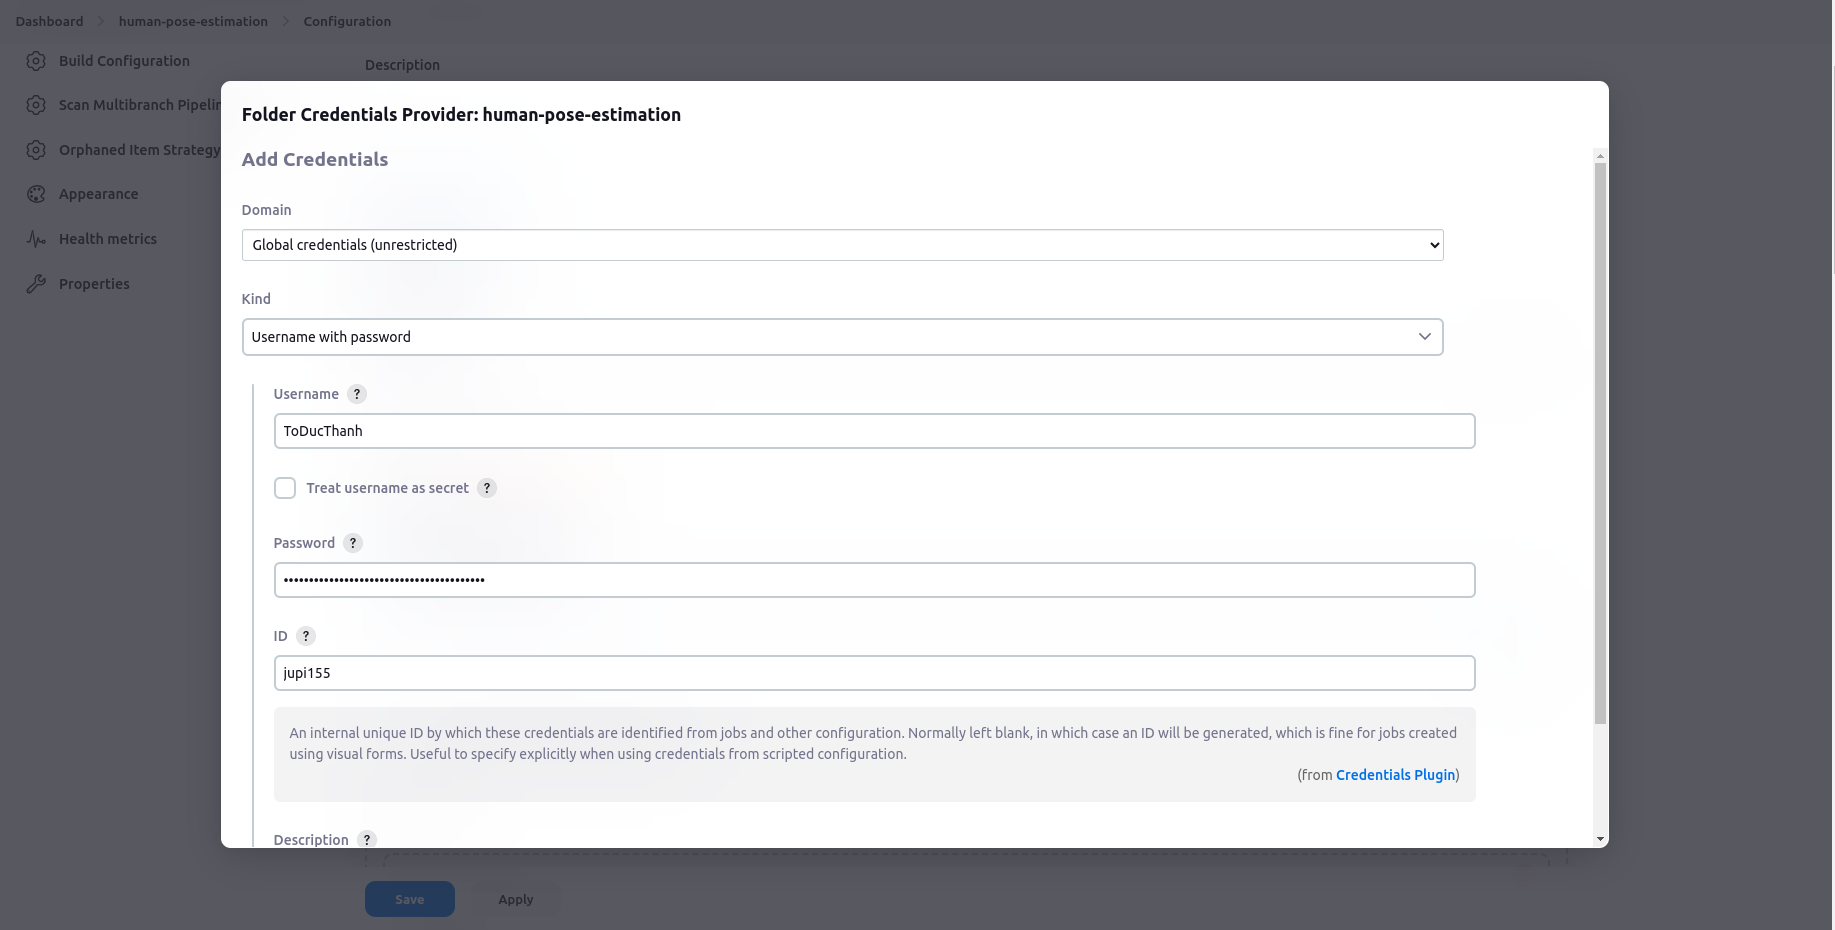 Dashboard > human-pose-estimation > Configuration
Build Configuration
Description
Scan Multibranch
Orphaned Item Strategy
Appearance
Health metrics
Properties
Folder Credentials Provider: human-pose-estimation
Add Credentials
Domain
Global credentials (unrestricted)
Kind
Username with password
Username ?
ToDucThanh
Treat username as secret ?
Password ?
••••••••••••••••••••••••••••••••••••••••
ID ?
jupi155
An internal unique ID by which these credentials are identified from jobs and other configuration. Normally left blank, in which case an ID will be generated, which is fine for jobs created
using visual forms. Useful to specify explicitly when using credentials from scripted configuration.
(from Credentials Plugin)
Description ?
Save
Apply